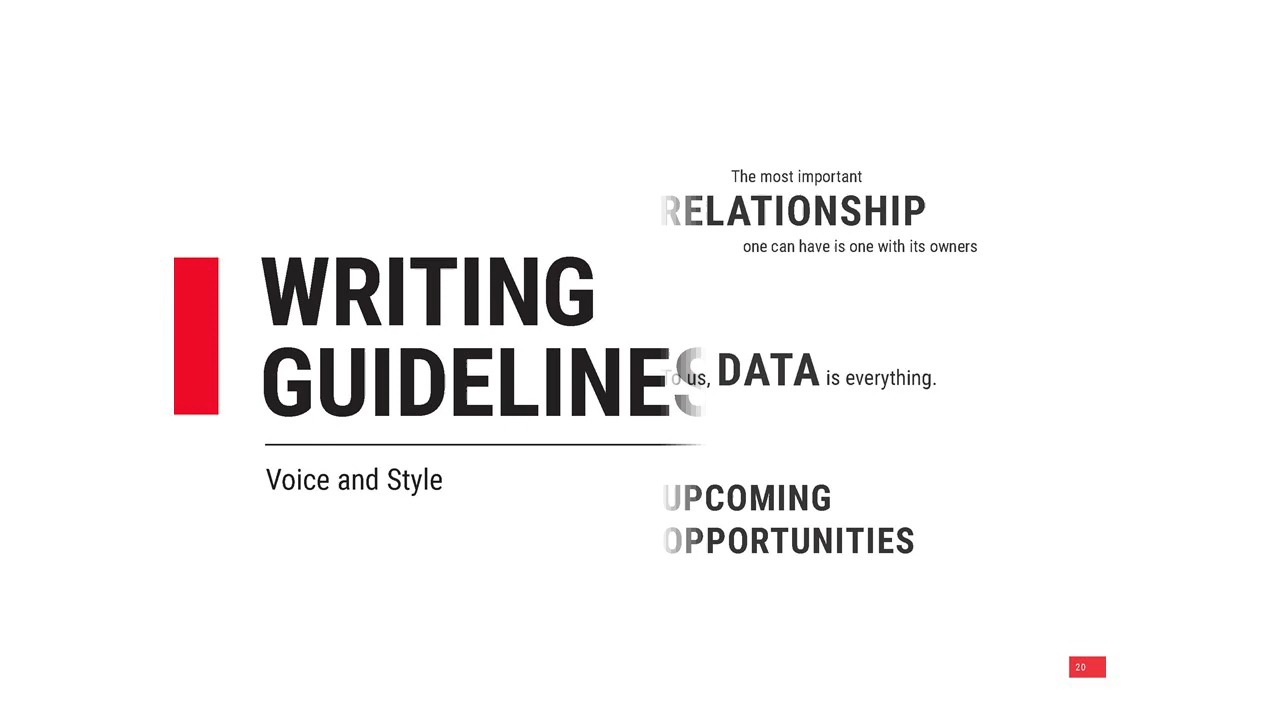 WRITING
GUIDELINES
Voice and Style
The most important
RELATIONSHIP
one can have is one with its owners
To us, DATA is everything.
UPCOMING
OPPORTUNITIES
20